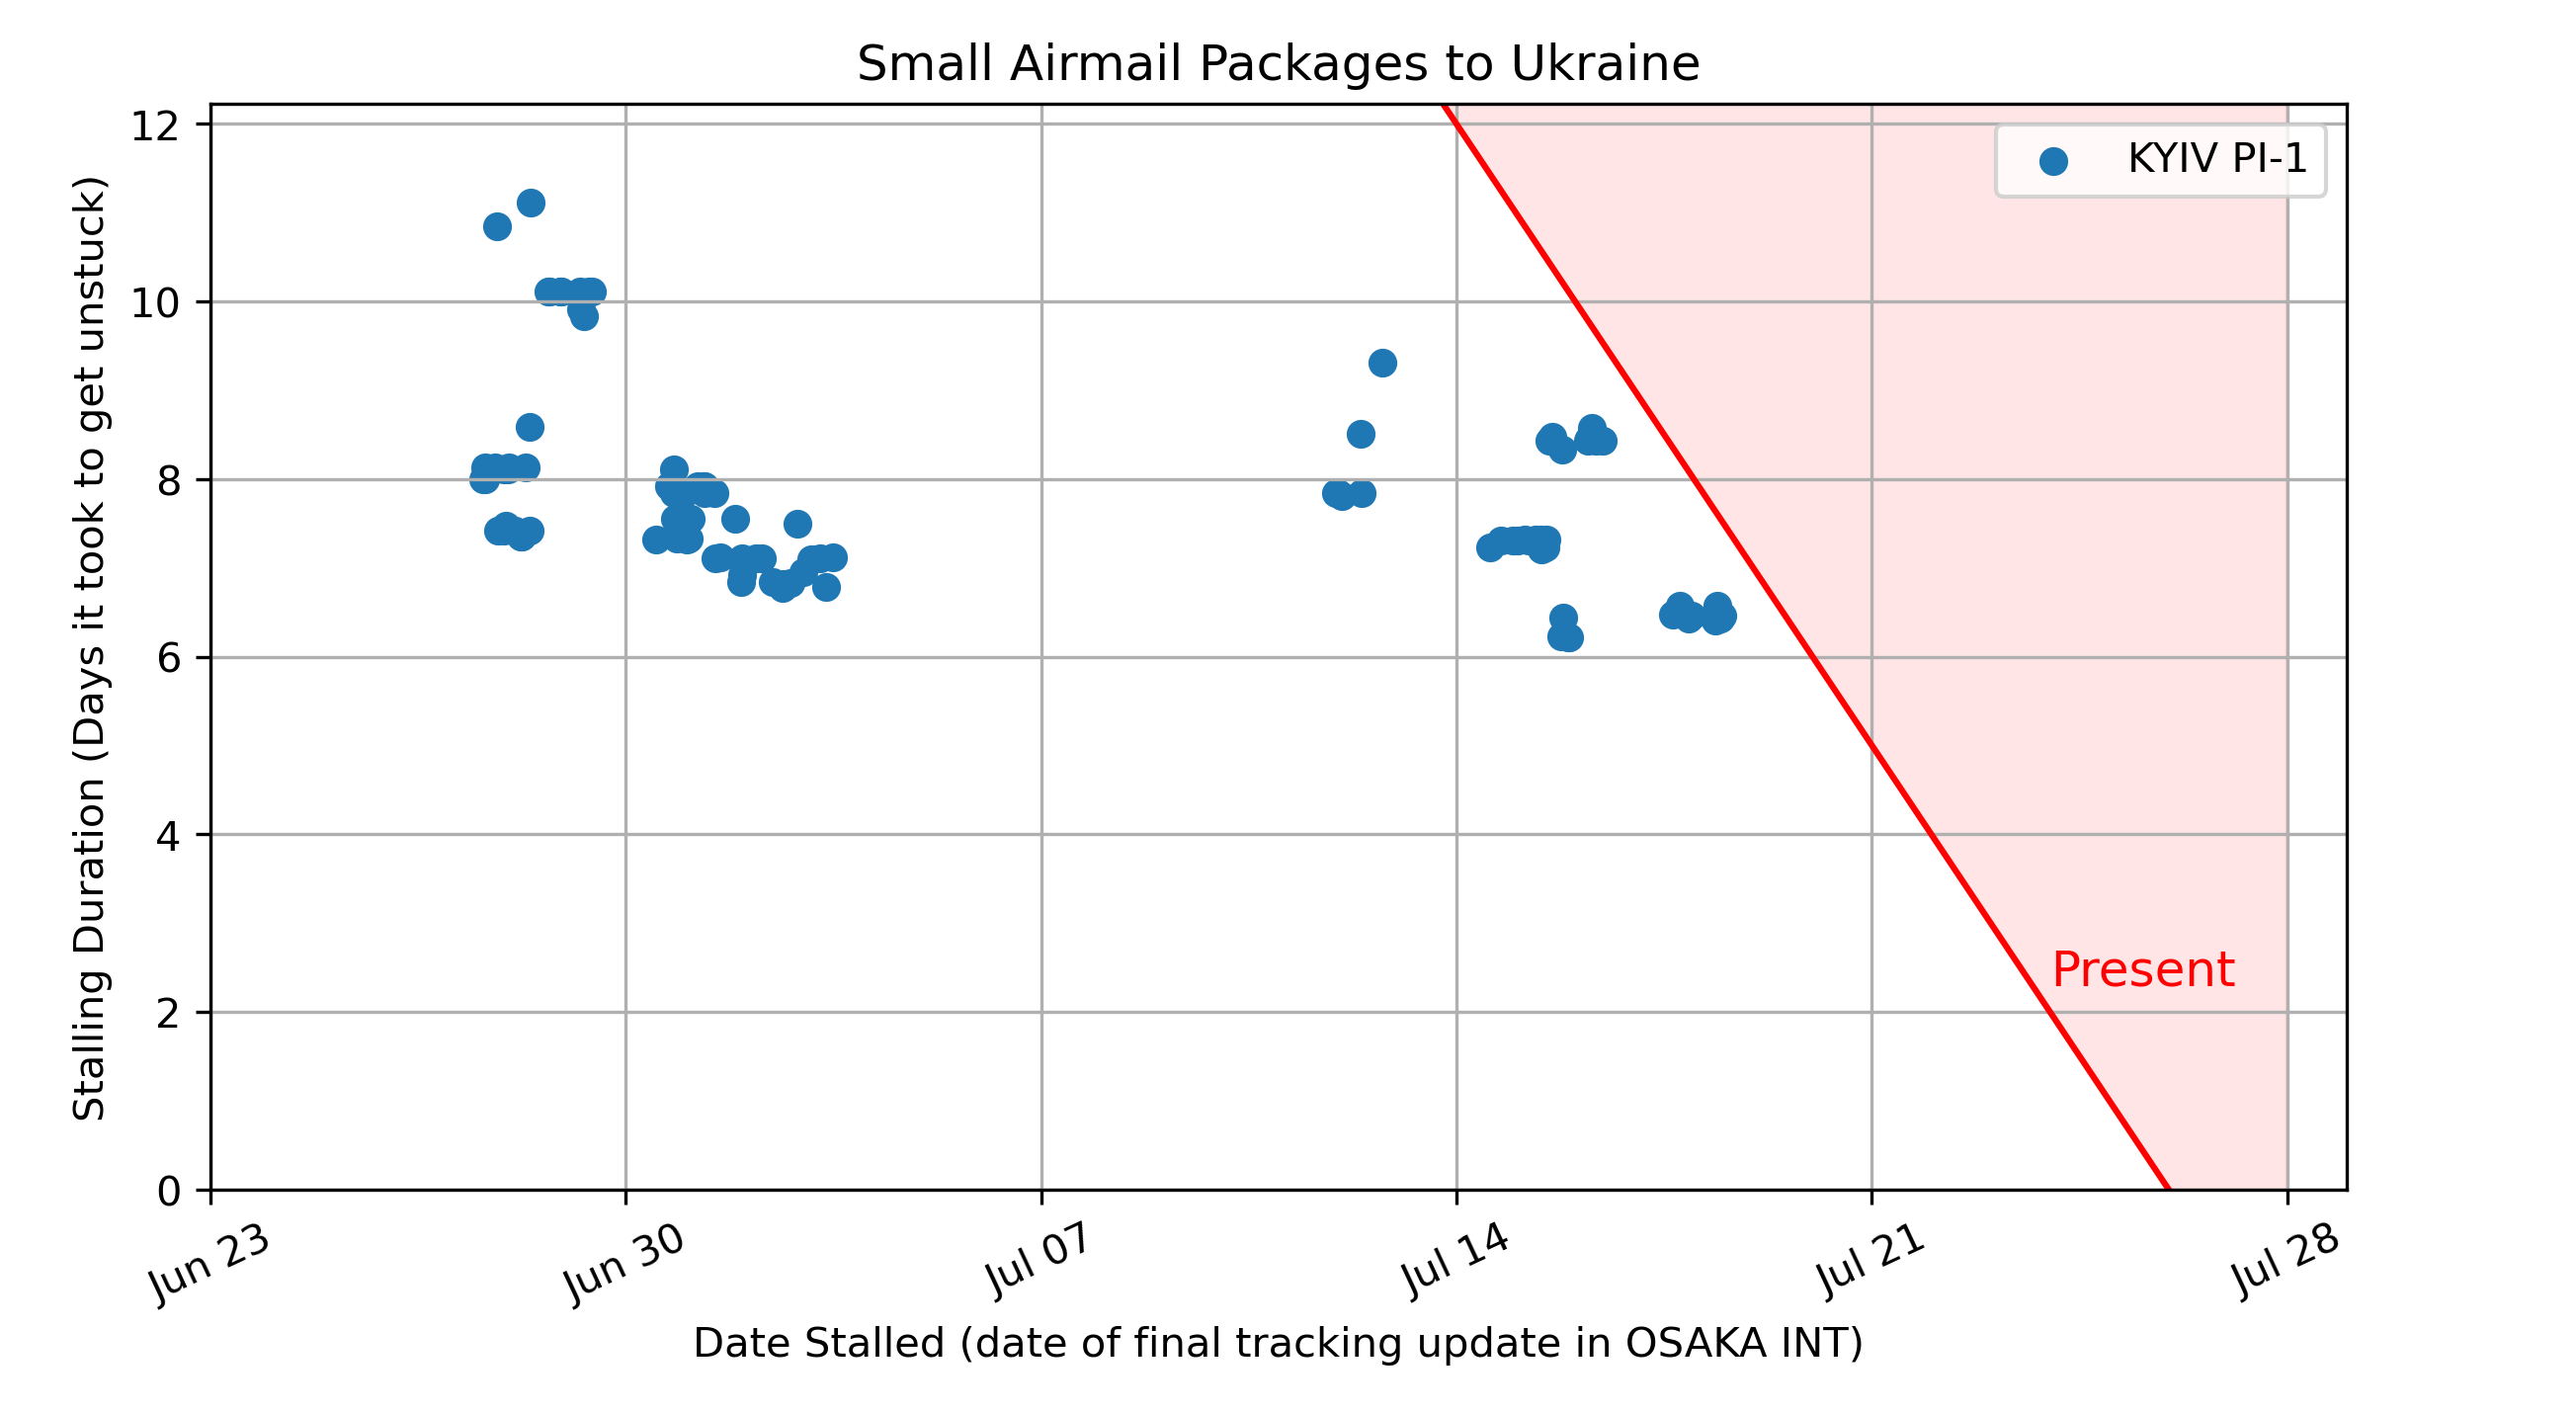 Small Airmail Packages to Ukraine
KYIV PI-1
Stalling Duration (Days it took to get unstuck)
12
10
8
6
4
2
0
Present
Jun 23
Jun 30
Jul 07
Jul 14
Jul 21
Jul 28
Date Stalled (date of final tracking update in OSAKA INT)